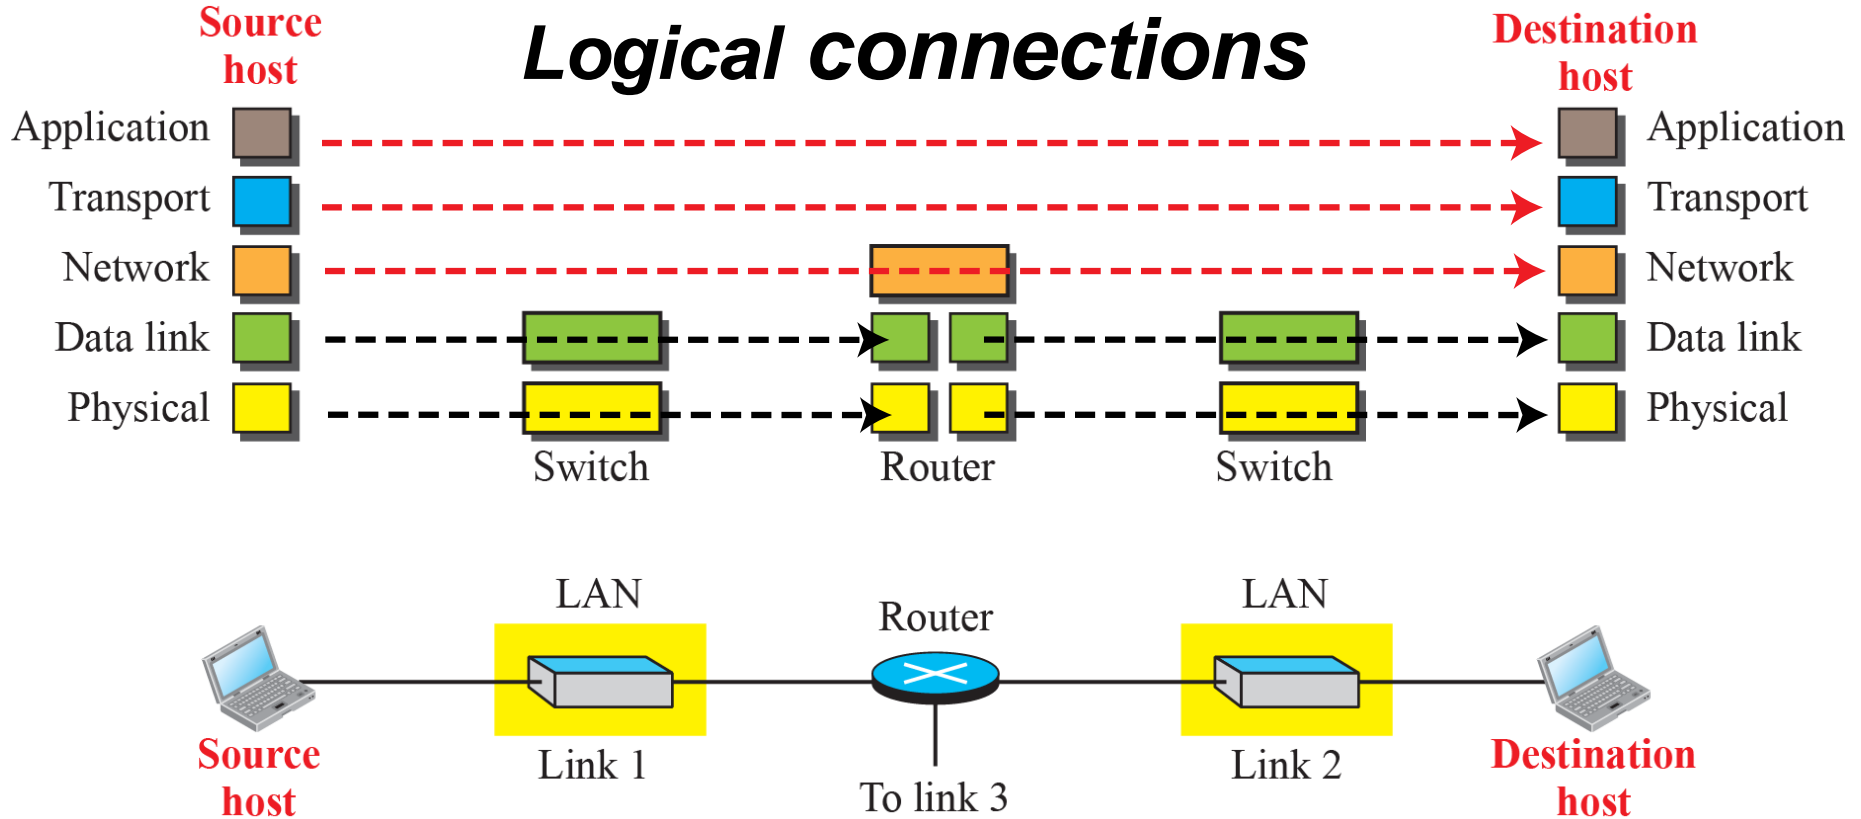 Logical connections
Source
host
Destination
host
Application
Application
Transport
Transport
Network
Network
Data link
Data link
Physical
Physical
Switch
Router
Switch
LAN
Router
LAN
Link 1
Link 2
To link 3
Source
host
Destination
host